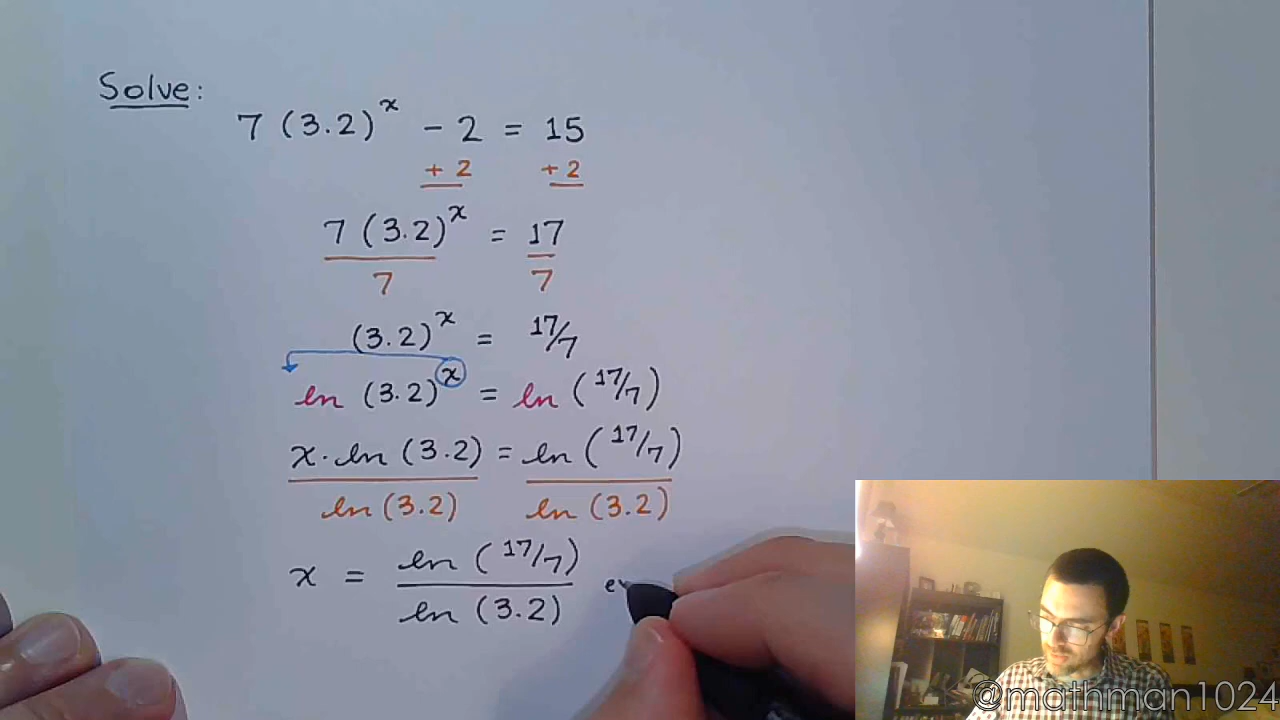 Solve:
7 (3.2)^x - 2 = 15
+ 2 + 2
7 (3.2)^x = 17
7 7
(3.2)^x = 17/7
ln (3.2)^x = ln (17/7)
x · ln (3.2) = ln (17/7)
ln (3.2) ln (3.2)
x = ln (17/7)
ln (3.2)
@mathman1024